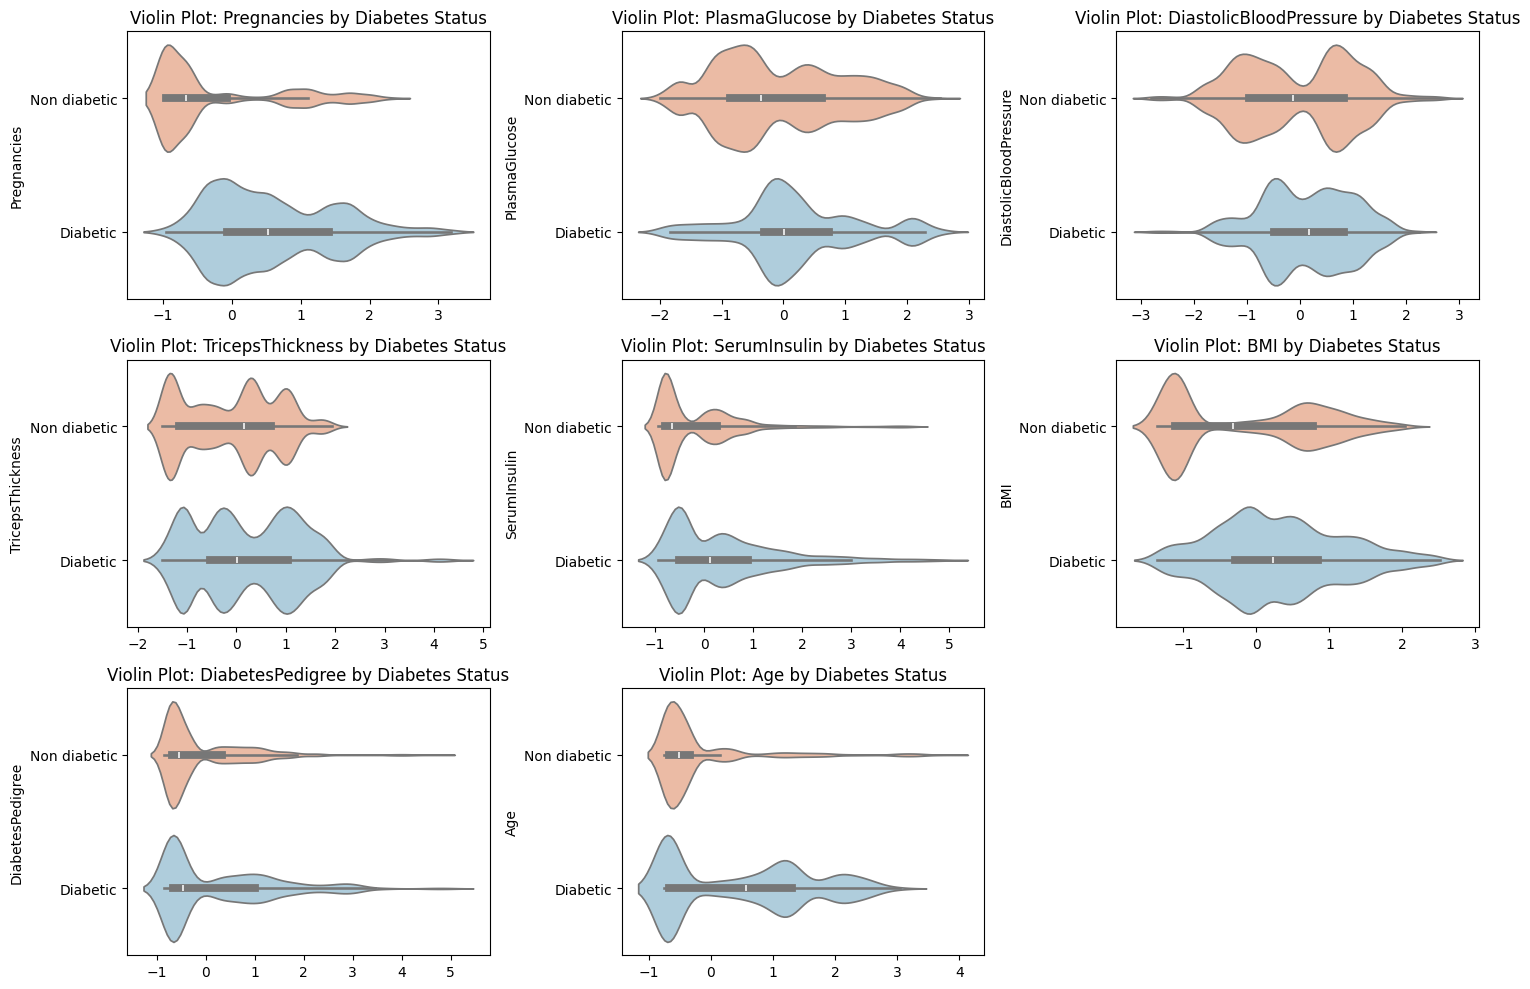 Violin Plot: Pregnancies by Diabetes Status
Pregnancies
Non diabetic
Diabetic
−1 0 1 2 3
Violin Plot: PlasmaGlucose by Diabetes Status
PlasmaGlucose
Non diabetic
Diabetic
−2 −1 0 1 2 3
Violin Plot: DiastolicBloodPressure by Diabetes Status
DiastolicBloodPressure
Non diabetic
Diabetic
−3 −2 −1 0 1 2 3
Violin Plot: TricepsThickness by Diabetes Status
TricepsThickness
Non diabetic
Diabetic
−2 −1 0 1 2 3 4 5
Violin Plot: SerumInsulin by Diabetes Status
SerumInsulin
Non diabetic
Diabetic
−1 0 1 2 3 4 5
Violin Plot: BMI by Diabetes Status
BMI
Non diabetic
Diabetic
−1 0 1 2 3
Violin Plot: DiabetesPedigree by Diabetes Status
DiabetesPedigree
Non diabetic
Diabetic
−1 0 1 2 3 4 5
Violin Plot: Age by Diabetes Status
Age
Non diabetic
Diabetic
−1 0 1 2 3 4